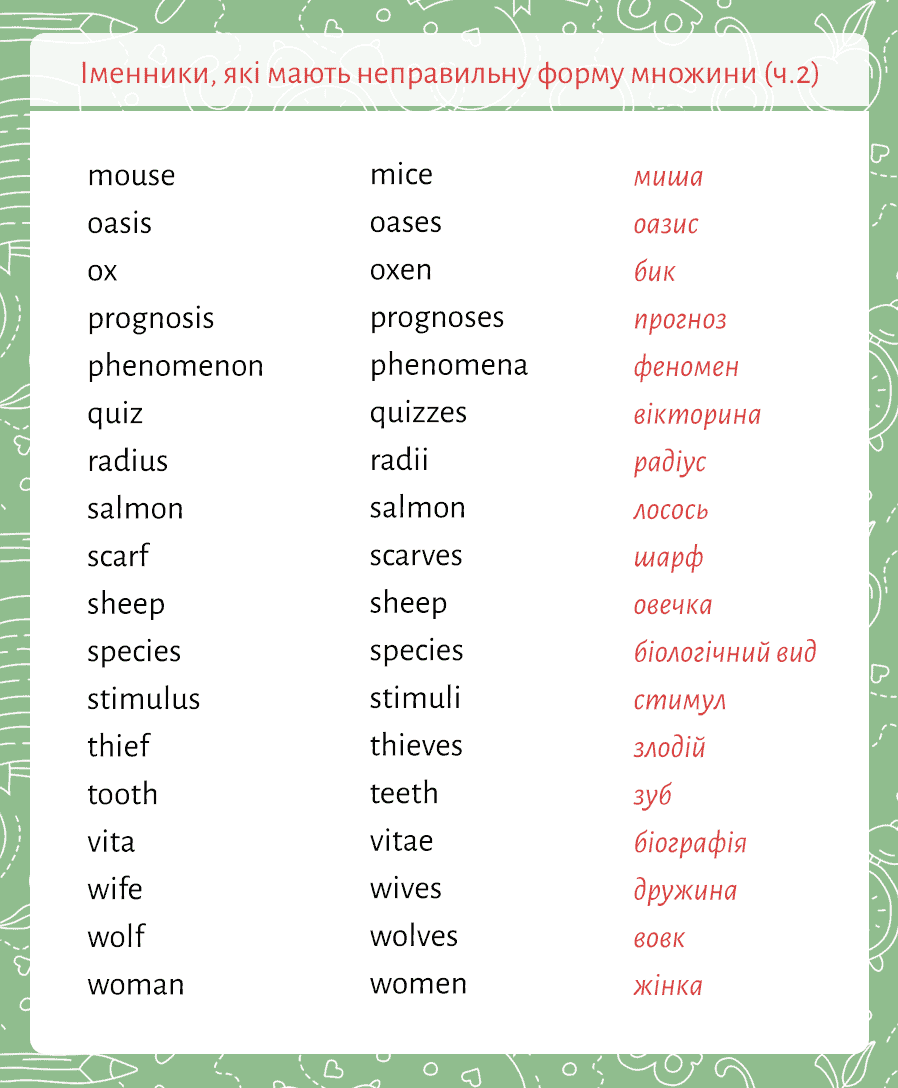 Іменники, які мають неправильну форму множини (ч.2)
mouse mice миша
oasis oases оазис
ox oxen бик
prognosis prognoses прогноз
phenomenon phenomena феномен
quiz quizzes вікторина
radius radii радіус
salmon salmon лосось
scarf scarves шарф
sheep sheep овечка
species species біологічний вид
stimulus stimuli стимул
thief thieves злодій
tooth teeth зуб
vita vitae біографія
wife wives дружина
wolf wolves вовк
woman women жінка